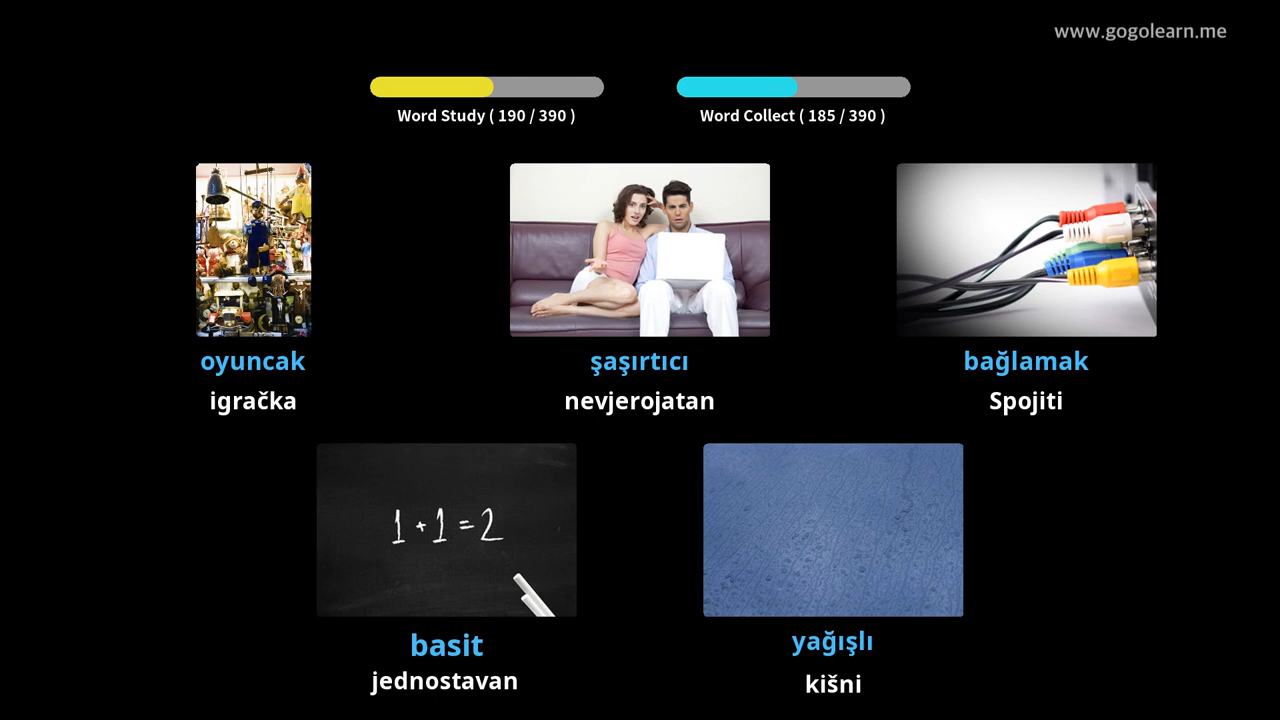 www.gogolearn.me
Word Study ( 190 / 390 )
Word Collect ( 185 / 390 )
oyuncak
igračka
şaşırtıcı
nevjerojatan
bağlamak
Spojiti
1 + 1 = 2
basit
jednostavan
yağışlı
kišni